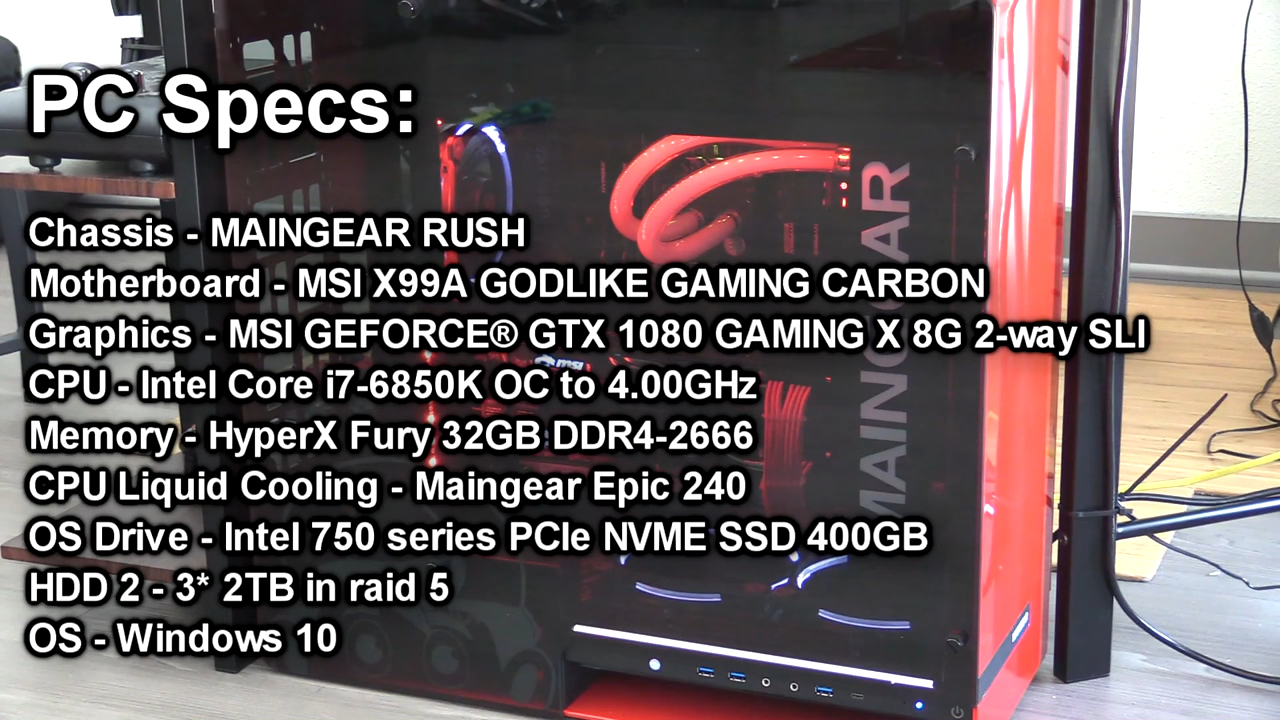 PC Specs:
Chassis - MAINGEAR RUSH
Motherboard - MSI X99A GODLIKE GAMING CARBON
Graphics - MSI GEFORCE® GTX 1080 GAMING X 8G 2-way SLI
CPU - Intel Core i7-6850K OC to 4.00GHz
Memory - HyperX Fury 32GB DDR4-2666
CPU Liquid Cooling - Maingear Epic 240
OS Drive - Intel 750 series PCIe NVME SSD 400GB
HDD 2 - 3* 2TB in raid 5
OS - Windows 10
MAINGEAR
msi